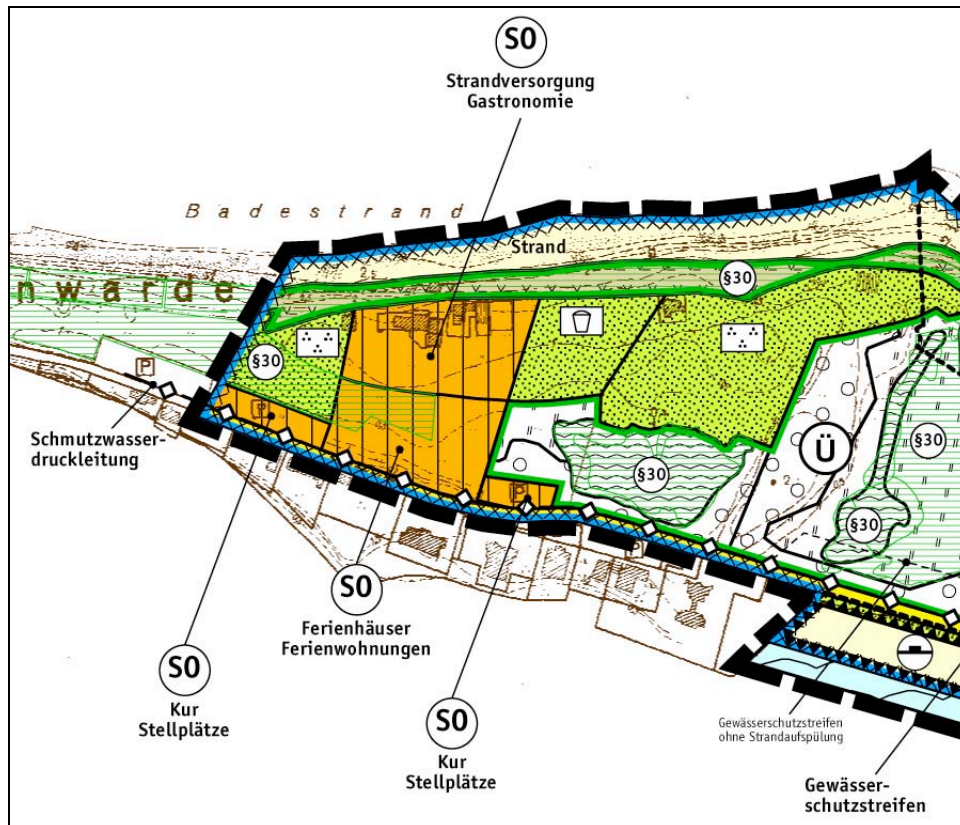 SO
Strandversorgung
Gastronomie
Badestrand
Strand
nwarde
§30
§30
P
P
Schmutzwasser-
druckleitung
§30
Ü
§30
§30
P
SO
Ferienhäuser
Ferienwohnungen
SO
Kur
Stellplätze
SO
Kur
Stellplätze
Gewässerschutzstreifen
ohne Strandaufspülung
Gewässer-
schutzstreifen